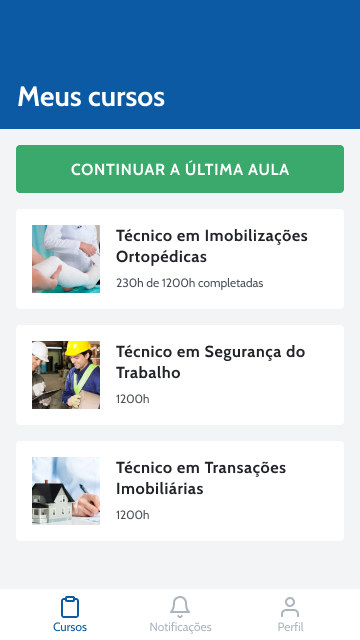 Meus cursos
CONTINUAR A ÚLTIMA AULA
Técnico em Imobilizações
Ortopédicas
230h de 1200h completadas
Técnico em Segurança do
Trabalho
1200h
Técnico em Transações
Imobiliárias
1200h
Cursos
Notificações
Perfil